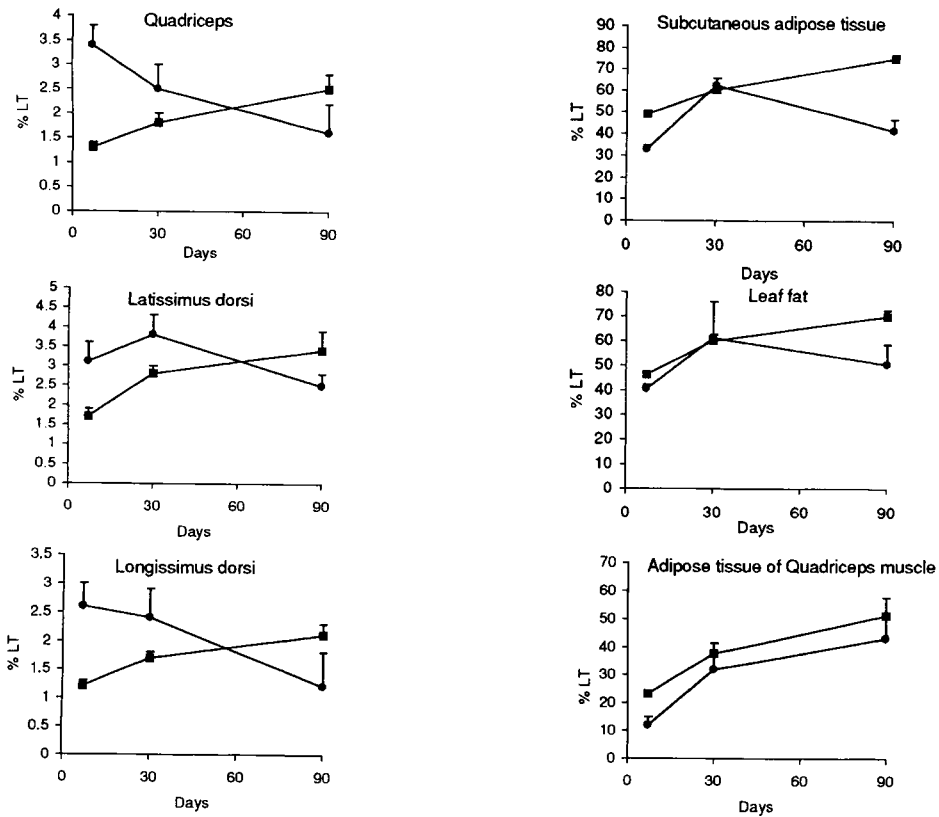 Quadriceps
% LT
4
3.5
3
2.5
2
1.5
1
0.5
0
0 30 60 90
Days
Subcutaneous adipose tissue
% LT
90
80
70
60
50
40
30
20
10
0
0 30 60 90
Days
Latissimus dorsi
% LT
5
4.5
4
3.5
3
2.5
2
1.5
1
0.5
0
0 30 60 90
Days
Leaf fat
% LT
80
70
60
50
40
30
20
10
0
0 30 60 90
Days
Longissimus dorsi
% LT
3.5
3
2.5
2
1.5
1
0.5
0
0 30 60 90
Days
Adipose tissue of Quadriceps muscle
% LT
70
60
50
40
30
20
10
0
0 30 60 90
Days